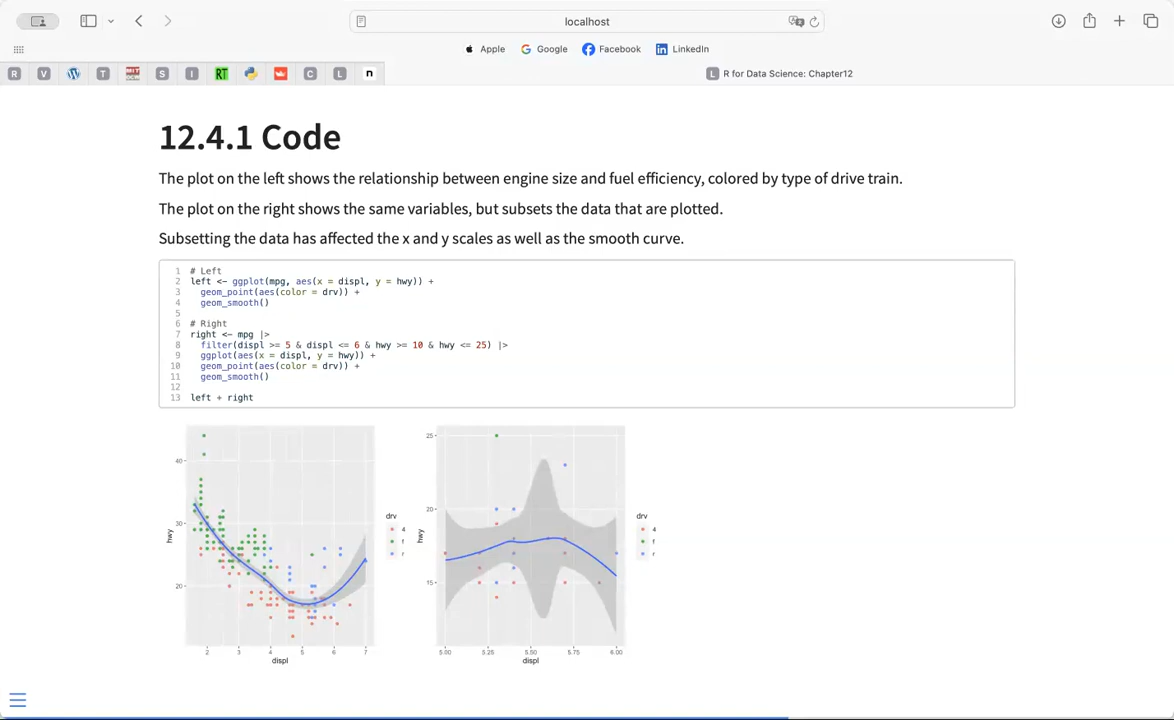 localhost
Apple Google Facebook LinkedIn
R V W T MIT S I RT C L n L R for Data Science: Chapter12
12.4.1 Code
The plot on the left shows the relationship between engine size and fuel efficiency, colored by type of drive train.
The plot on the right shows the same variables, but subsets the data that are plotted.
Subsetting the data has affected the x and y scales as well as the smooth curve.
1 # Left
2 left <- ggplot(mpg, aes(x = displ, y = hwy)) +
3 geom_point(aes(color = drv)) +
4 geom_smooth()
5
6 # Right
7 right <- mpg |>
8 filter(displ >= 5 & displ <= 6 & hwy >= 10 & hwy <= 25) |>
9 ggplot(aes(x = displ, y = hwy)) +
10 geom_point(aes(color = drv)) +
11 geom_smooth()
12
13 left + right
40
30
20
hwy
2 3 4 5 6 7
displ
drv
4
f
r
25
20
15
hwy
5.00 5.25 5.50 5.75 6.00
displ
drv
4
f
r